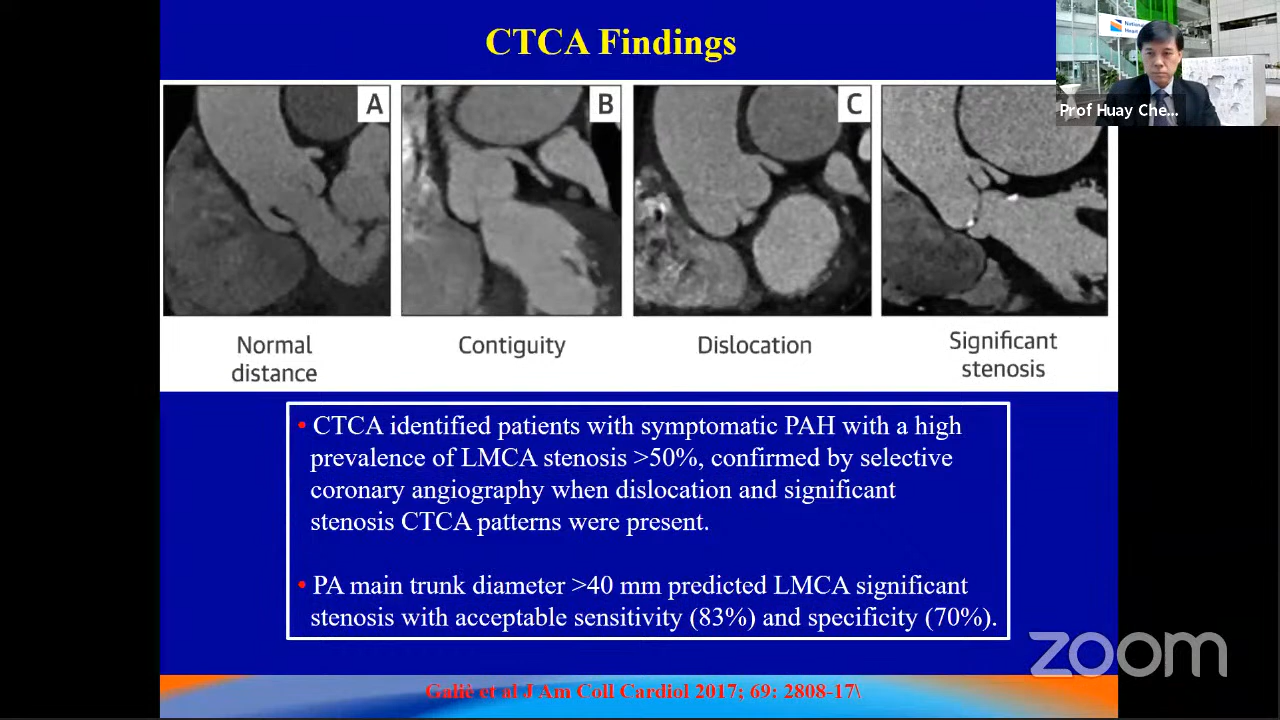 CTCA Findings
A
B
C
Prof Huay Che...
Normal
distance
Contiguity
Dislocation
Significant
stenosis
• CTCA identified patients with symptomatic PAH with a high
prevalence of LMCA stenosis >50%, confirmed by selective
coronary angiography when dislocation and significant
stenosis CTCA patterns were present.
• PA main trunk diameter >40 mm predicted LMCA significant
stenosis with acceptable sensitivity (83%) and specificity (70%).
zoom
Galiè et al J Am Coll Cardiol 2017; 69: 2808-17\